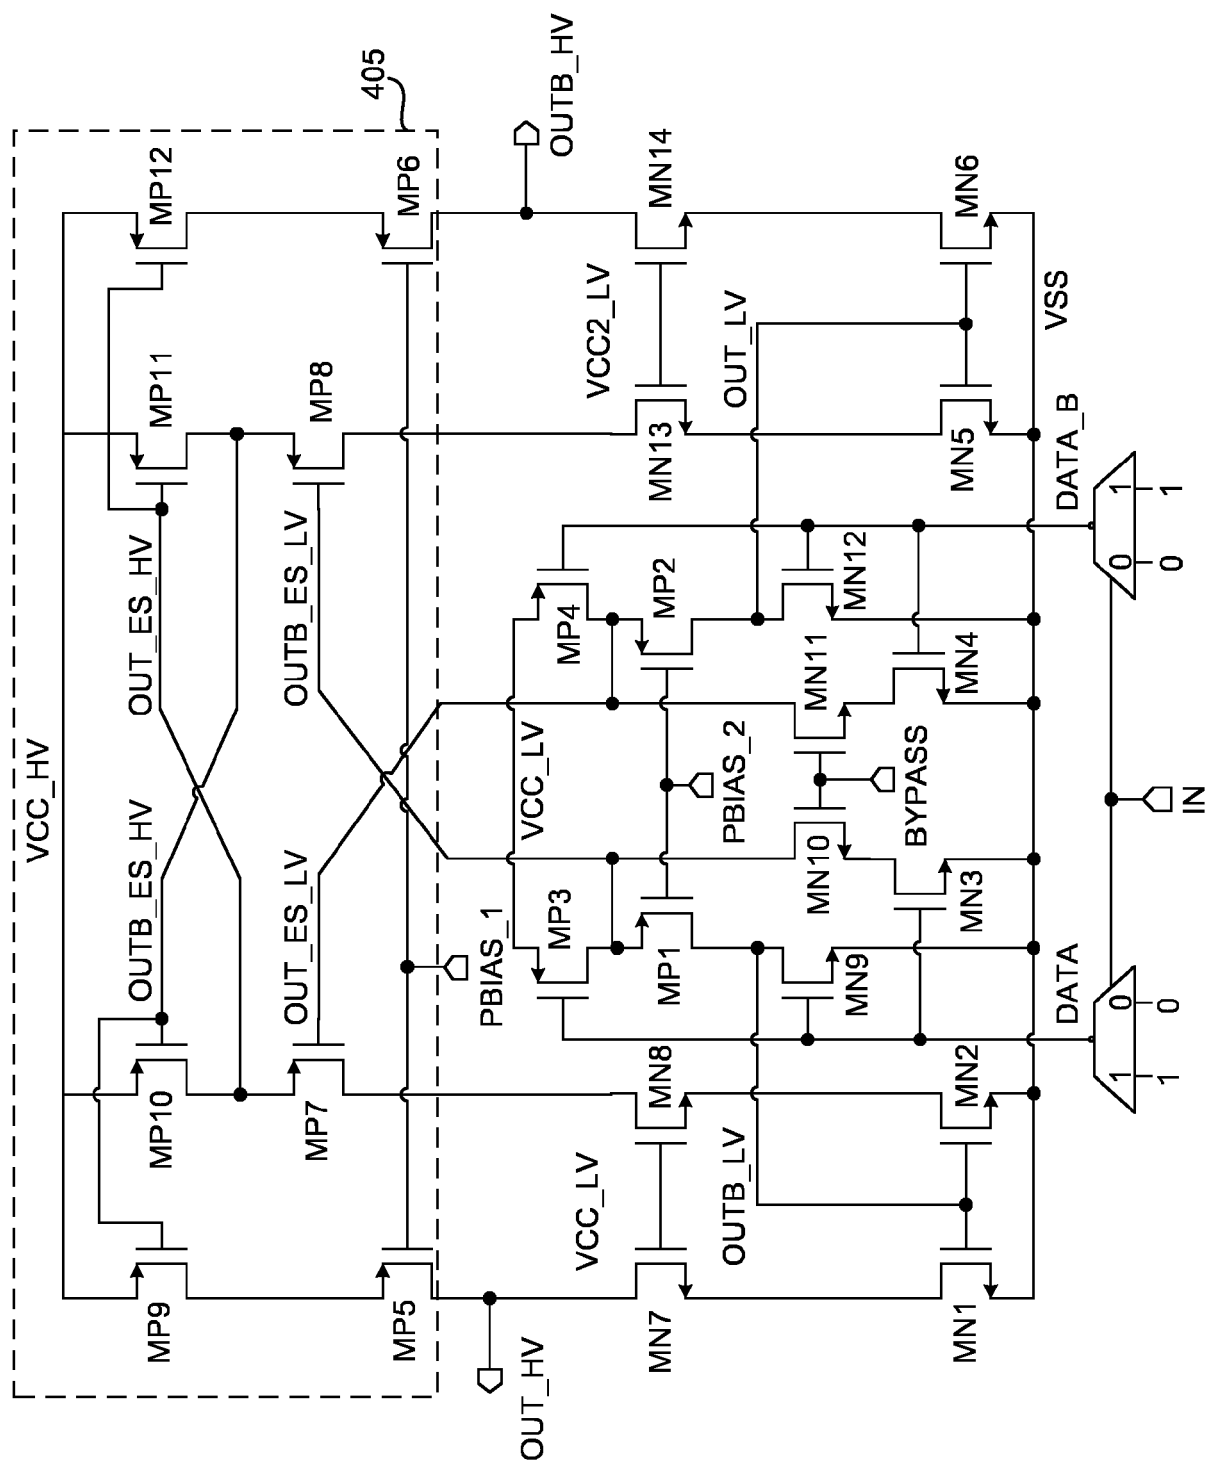 405
OUTB_HV
MP12
MP6
MN14
MN6
VCC2_LV
OUT_LV
VSS
MP11
MP8
MN13
MN5
DATA_B
1
1
0
0
OUT_ES_HV
OUTB_ES_LV
MP4
MP2
MN12
MN11
MN4
VCC_HV
VCC_LV
PBIAS_2
BYPASS
IN
OUTB_ES_HV
OUT_ES_LV
PBIAS_1
MP3
MP1
MN10
MN9
MN3
DATA
0
0
1
1
MP10
MP7
MN8
MN2
VCC_LV
OUTB_LV
MP9
MP5
MN7
MN1
OUT_HV